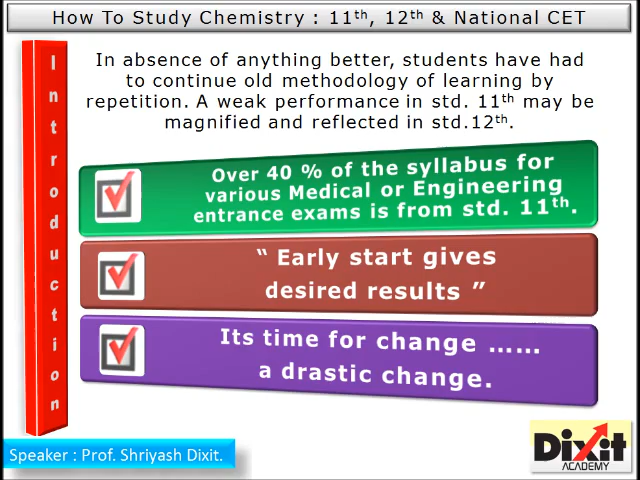 How To Study Chemistry : 11th, 12th & National CET
In absence of anything better, students have had
to continue old methodology of learning by
repetition. A weak performance in std. 11th may be
magnified and reflected in std.12th.
Introduction
Over 40 % of the syllabus for
various Medical or Engineering
entrance exams is from std. 11th.
“ Early start gives
desired results ”
Its time for change ……
a drastic change.
Speaker : Prof. Shriyash Dixit.
Dixit
ACADEMY